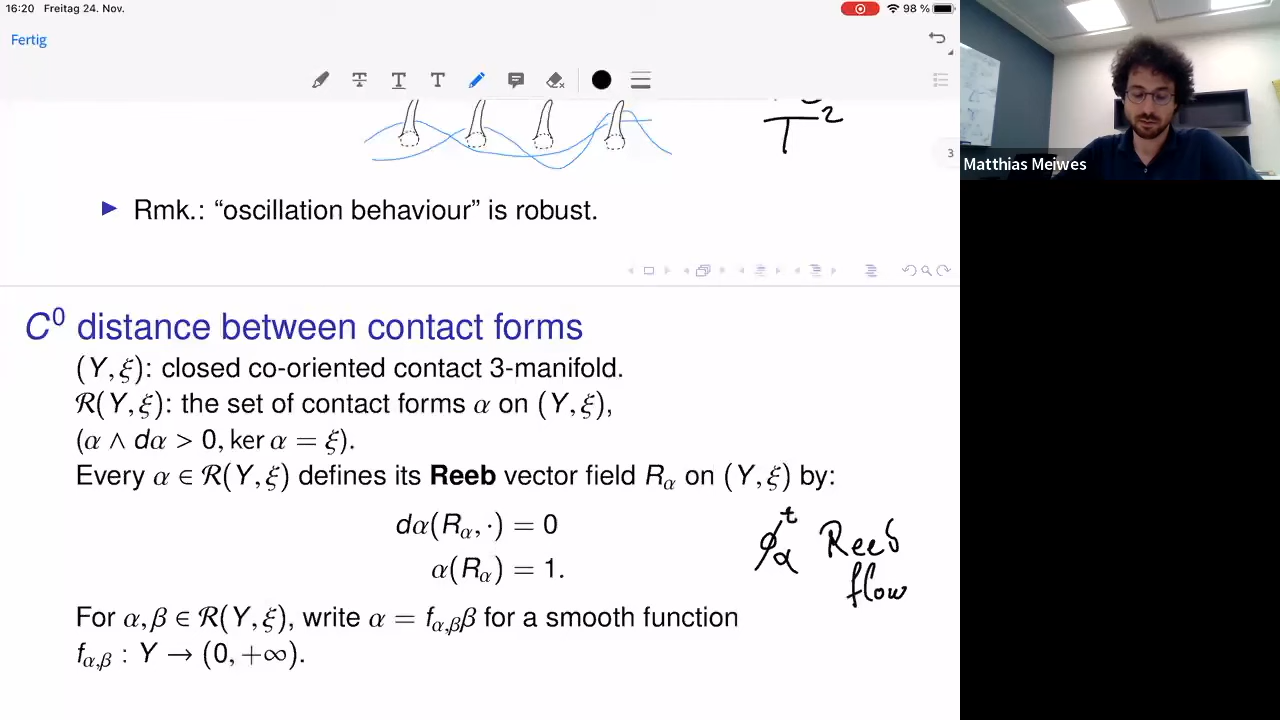 16:20 Freitag 24. Nov.
98 %
Fertig
T T T
T²
3
Matthias Meiwes
▶ Rmk.: “oscillation behaviour” is robust.
C⁰ distance between contact forms
(Y, ξ): closed co-oriented contact 3-manifold.
ℛ(Y, ξ): the set of contact forms α on (Y, ξ),
(α ∧ dα > 0, ker α = ξ).
Every α ∈ ℛ(Y, ξ) defines its Reeb vector field R_α on (Y, ξ) by:
dα(R_α, ·) = 0
α(R_α) = 1.
ϕ_α^t Reeb
flow
For α, β ∈ ℛ(Y, ξ), write α = f_{α,β}β for a smooth function
f_{α,β} : Y → (0, +∞).